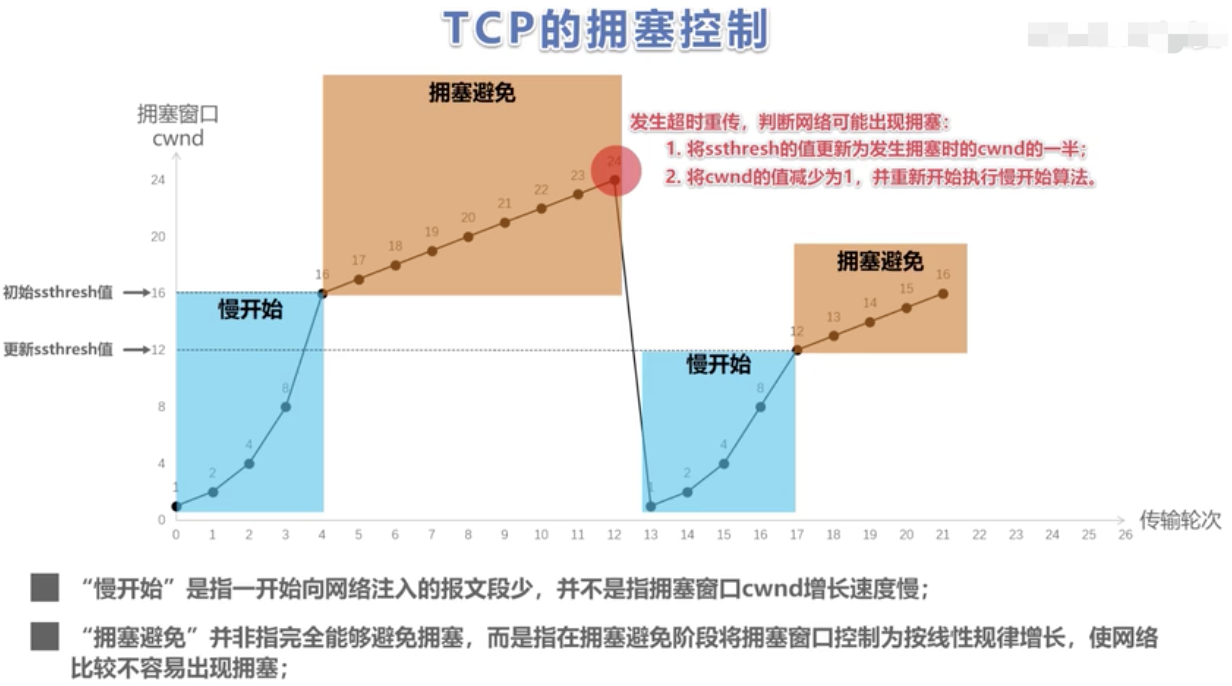 TCP的拥塞控制
拥塞窗口
cwnd
拥塞避免
发生超时重传，判断网络可能出现拥塞：
1. 将ssthresh的值更新为发生拥塞时的cwnd的一半；
2. 将cwnd的值减少为1，并重新开始执行慢开始算法。
24
24
23
22
21
20
20
19
18
17
16
拥塞避免
16
15
14
13
12
初始ssthresh值
16
慢开始
更新ssthresh值
12
慢开始
8
8
8
4
4
4
2
2
1
1
0
0 1 2 3 4 5 6 7 8 9 10 11 12 13 14 15 16 17 18 19 20 21 22 23 24 25 26
传输轮次
“慢开始”是指一开始向网络注入的报文段少，并不是指拥塞窗口cwnd增长速度慢；
“拥塞避免”并非指完全能够避免拥塞，而是指在拥塞避免阶段将拥塞窗口控制为按线性规律增长，使网络
比较不容易出现拥塞；